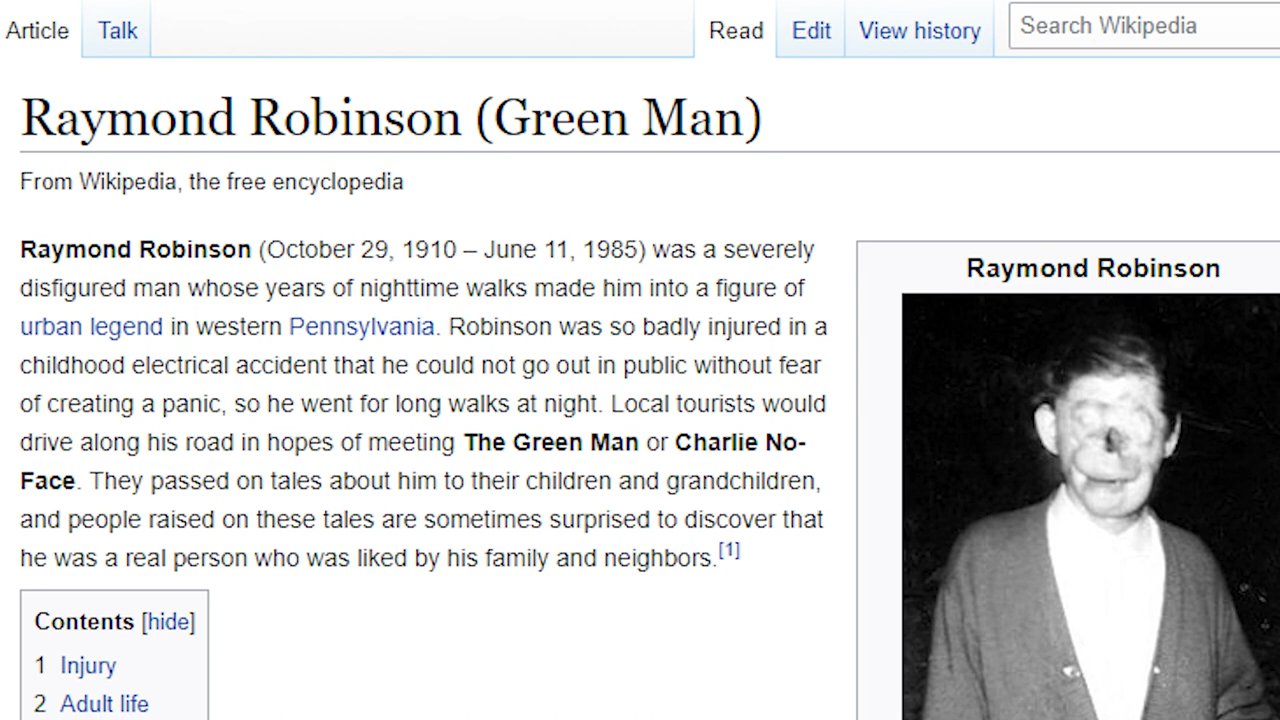 Article Talk Read Edit View history Search Wikipedia
Raymond Robinson (Green Man)
From Wikipedia, the free encyclopedia
Raymond Robinson (October 29, 1910 – June 11, 1985) was a severely
disfigured man whose years of nighttime walks made him into a figure of
urban legend in western Pennsylvania. Robinson was so badly injured in a
childhood electrical accident that he could not go out in public without fear
of creating a panic, so he went for long walks at night. Local tourists would
drive along his road in hopes of meeting The Green Man or Charlie No-
Face. They passed on tales about him to their children and grandchildren,
and people raised on these tales are sometimes surprised to discover that
he was a real person who was liked by his family and neighbors.[1]
Raymond Robinson
Contents [hide]
1 Injury
2 Adult life